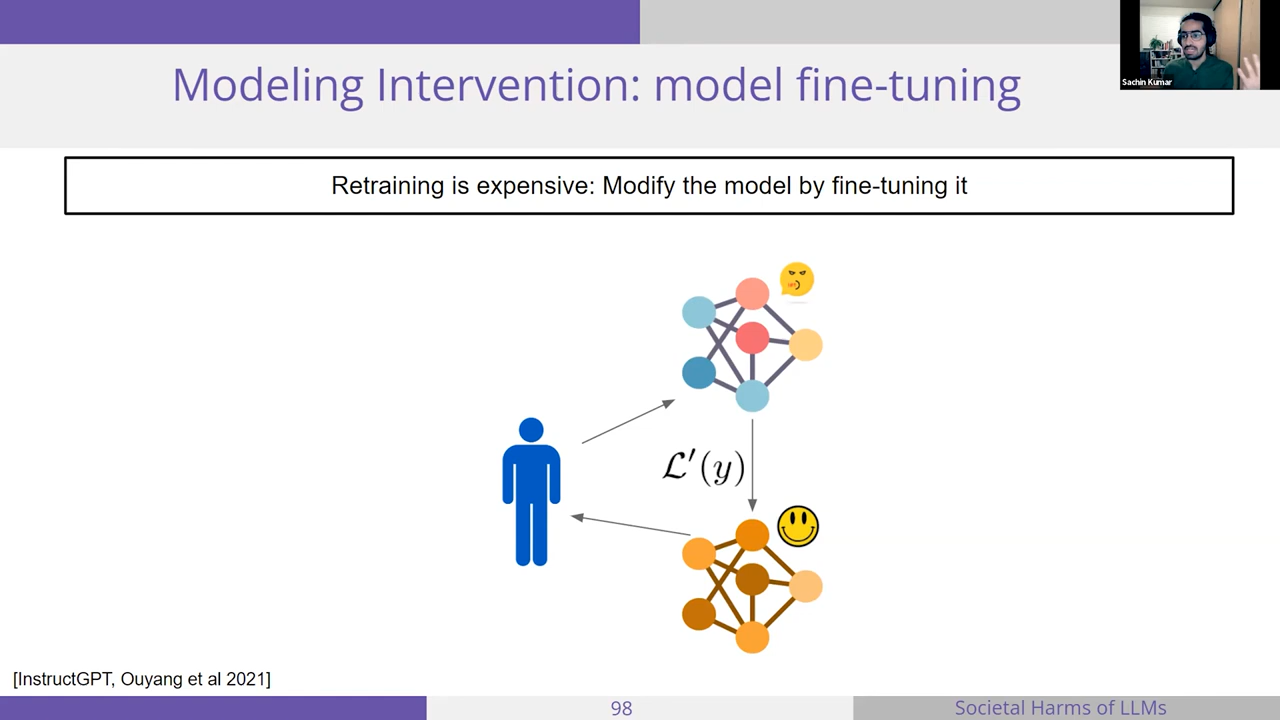 Modeling Intervention: model fine-tuning
Sachin Kumar
Retraining is expensive: Modify the model by fine-tuning it
ℒ′(y)
[InstructGPT, Ouyang et al 2021]
98
Societal Harms of LLMs